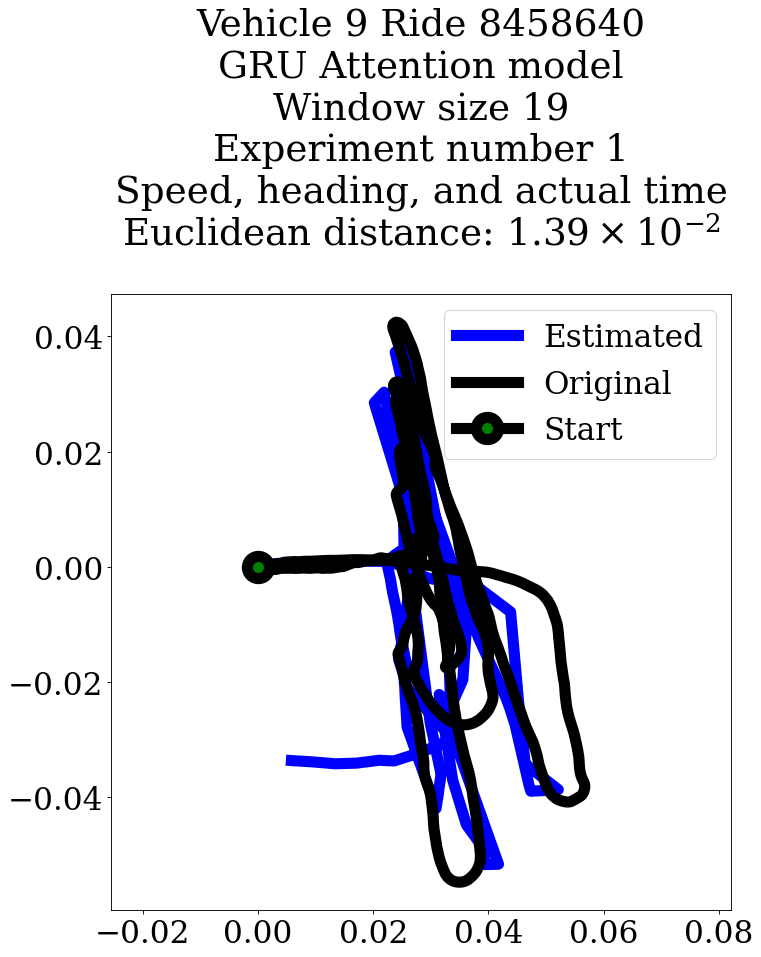 Vehicle 9 Ride 8458640
GRU Attention model
Window size 19
Experiment number 1
Speed, heading, and actual time
Euclidean distance: 1.39 × 10⁻²
Estimated
Original
Start
0.04
0.02
0.00
−0.02
−0.04
−0.02 0.00 0.02 0.04 0.06 0.08